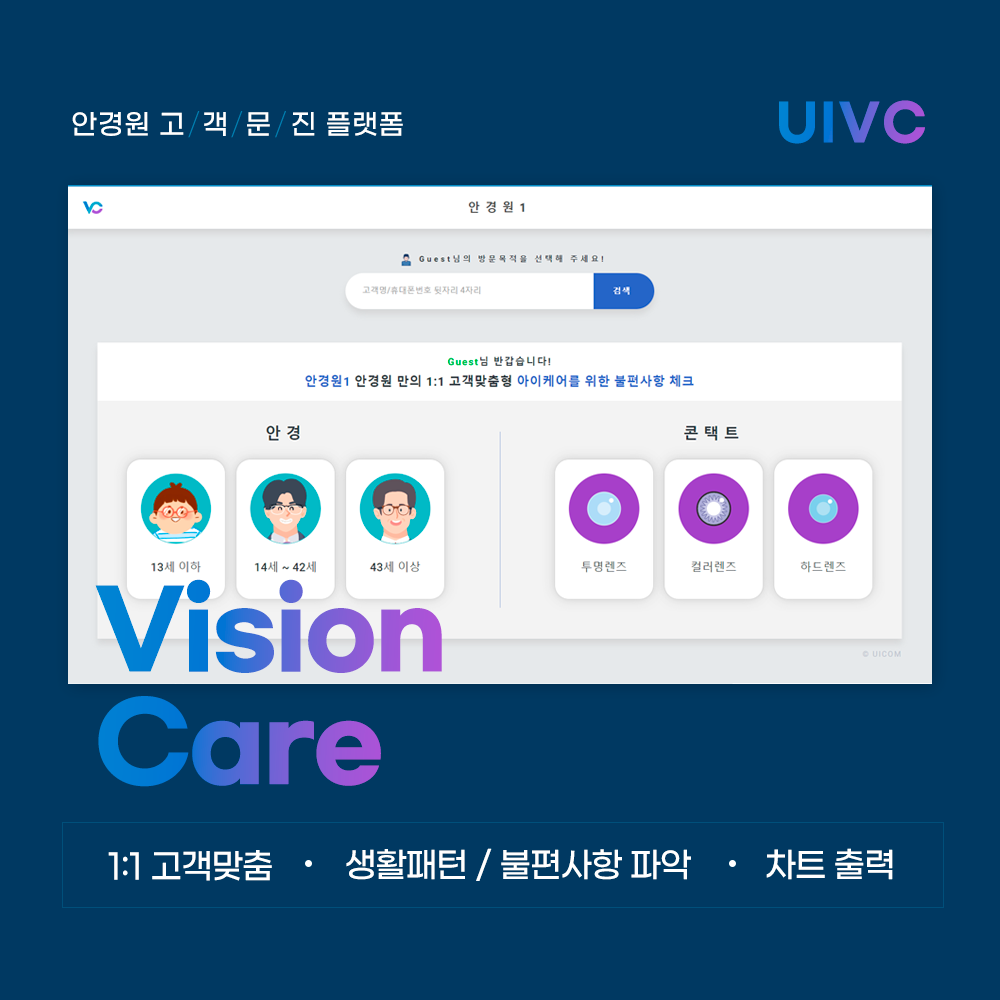 안경원 고/객/문/진 플랫폼
UIVC
VC
안경원1
Guest님의 방문목적을 선택해 주세요!
고객명/휴대폰번호 뒷자리 4자리
검색
Guest님 반갑습니다!
안경원1 안경원 만의 1:1 고객맞춤형 아이케어를 위한 불편사항 체크
안경
콘택트
13세 이하
14세 ~ 42세
43세 이상
투명렌즈
컬러렌즈
하드렌즈
© UICOM
Vision
Care
1:1 고객맞춤 • 생활패턴 / 불편사항 파악 • 차트 출력